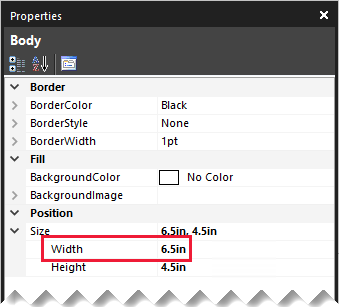 Properties
Body
Border
BorderColor Black
BorderStyle None
BorderWidth 1pt
Fill
BackgroundColor No Color
BackgroundImage
Position
Size 6.5in, 4.5in
Width 6.5in
Height 4.5in